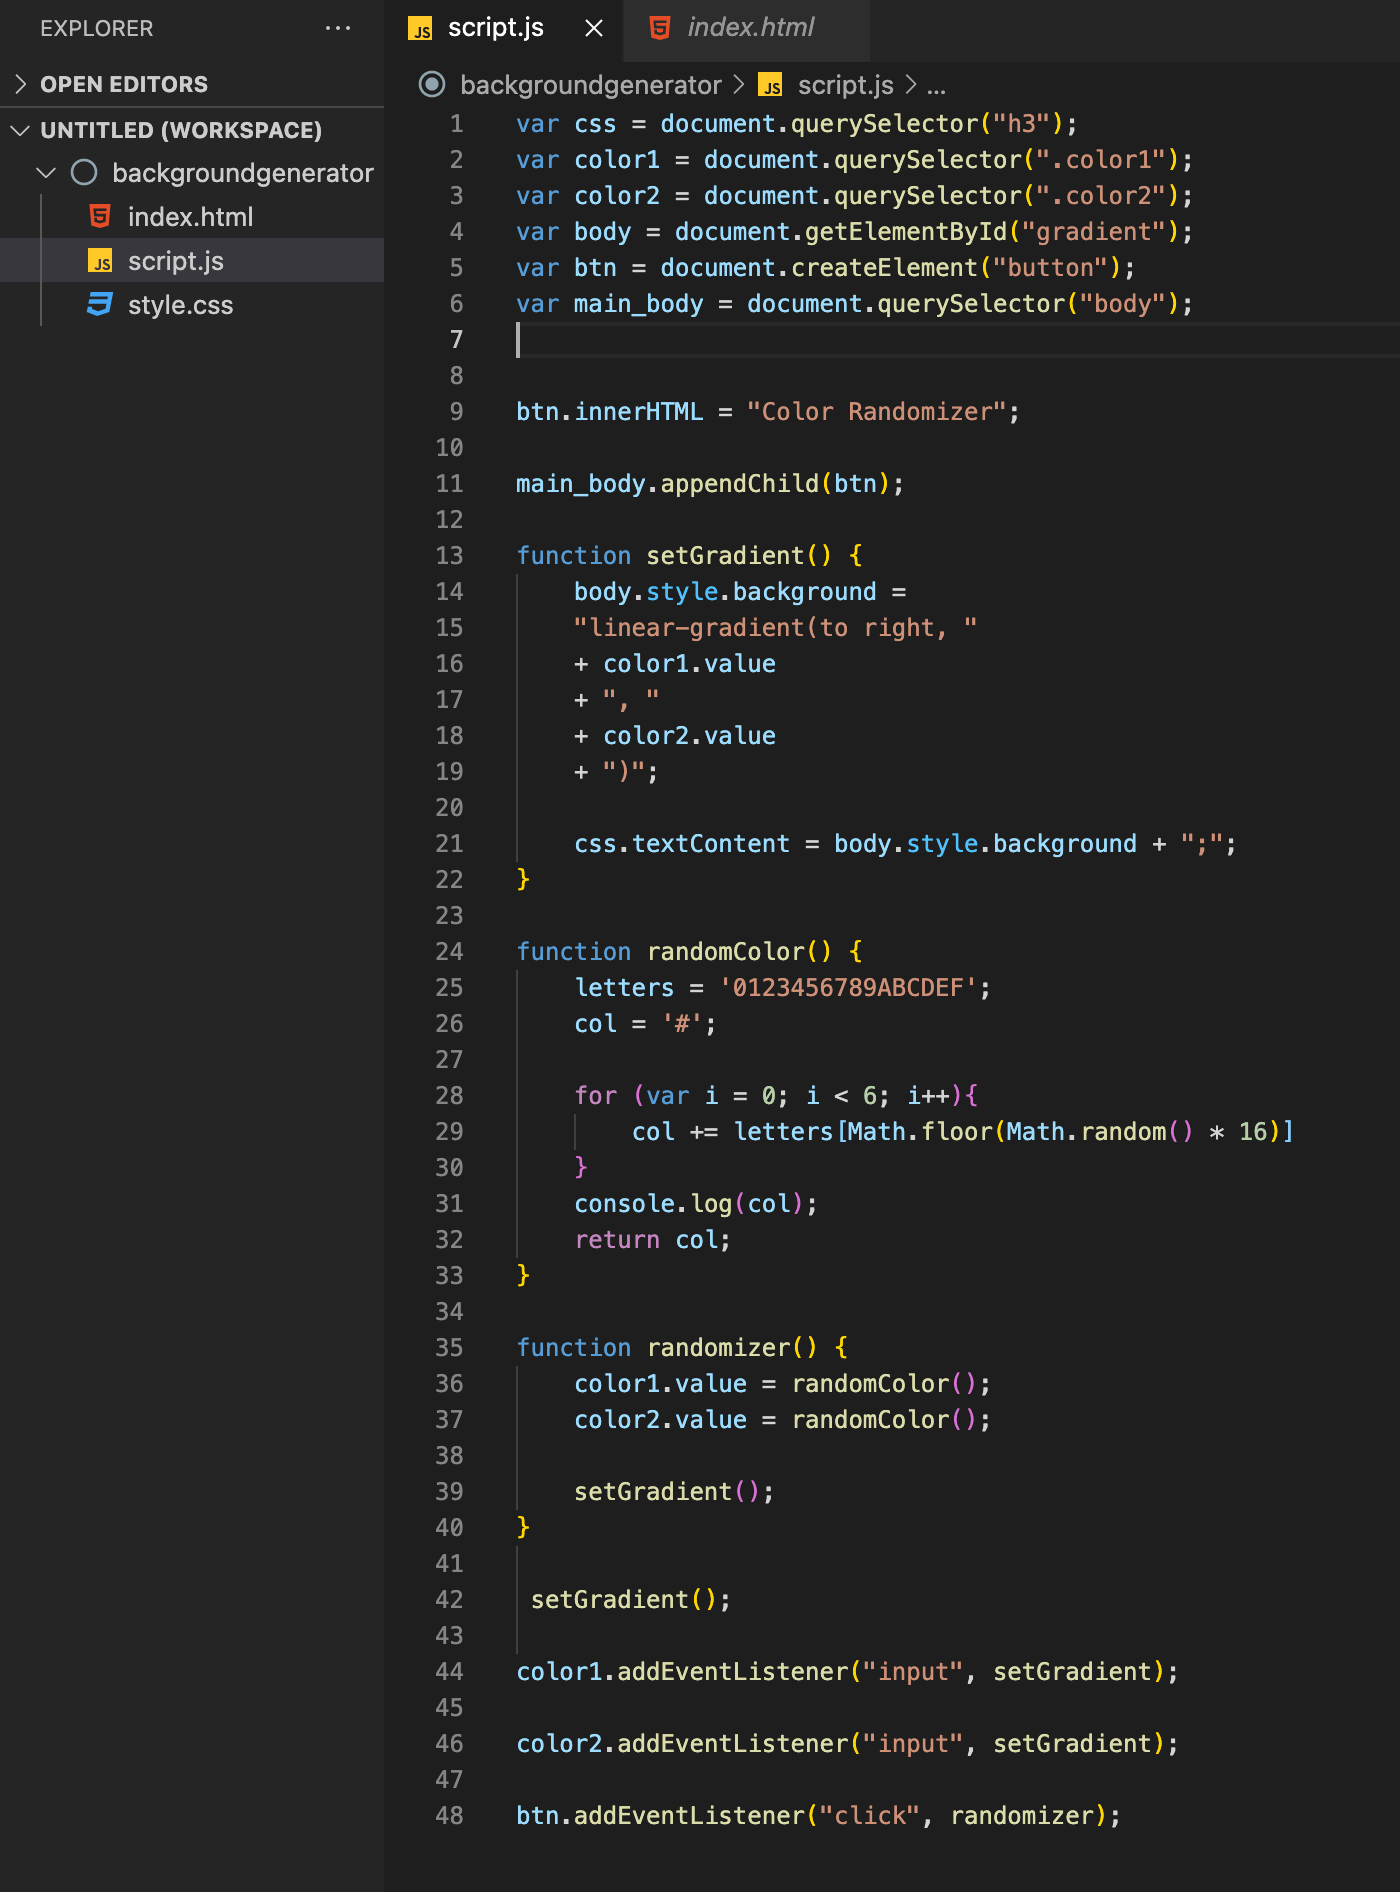 EXPLORER ...
OPEN EDITORS
UNTITLED (WORKSPACE)
backgroundgenerator
index.html
JS script.js
style.css
JS script.js × index.html
backgroundgenerator > JS script.js > ...
1 var css = document.querySelector("h3");
2 var color1 = document.querySelector(".color1");
3 var color2 = document.querySelector(".color2");
4 var body = document.getElementById("gradient");
5 var btn = document.createElement("button");
6 var main_body = document.querySelector("body");
7
8
9 btn.innerHTML = "Color Randomizer";
10
11 main_body.appendChild(btn);
12
13 function setGradient() {
14     body.style.background =
15     "linear-gradient(to right, "
16     + color1.value
17     + ", "
18     + color2.value
19     + ")";
20
21     css.textContent = body.style.background + ";";
22 }
23
24 function randomColor() {
25     letters = '0123456789ABCDEF';
26     col = '#';
27
28     for (var i = 0; i < 6; i++){
29         col += letters[Math.floor(Math.random() * 16)]
30     }
31     console.log(col);
32     return col;
33 }
34
35 function randomizer() {
36     color1.value = randomColor();
37     color2.value = randomColor();
38
39     setGradient();
40 }
41
42  setGradient();
43
44 color1.addEventListener("input", setGradient);
45
46 color2.addEventListener("input", setGradient);
47
48 btn.addEventListener("click", randomizer);